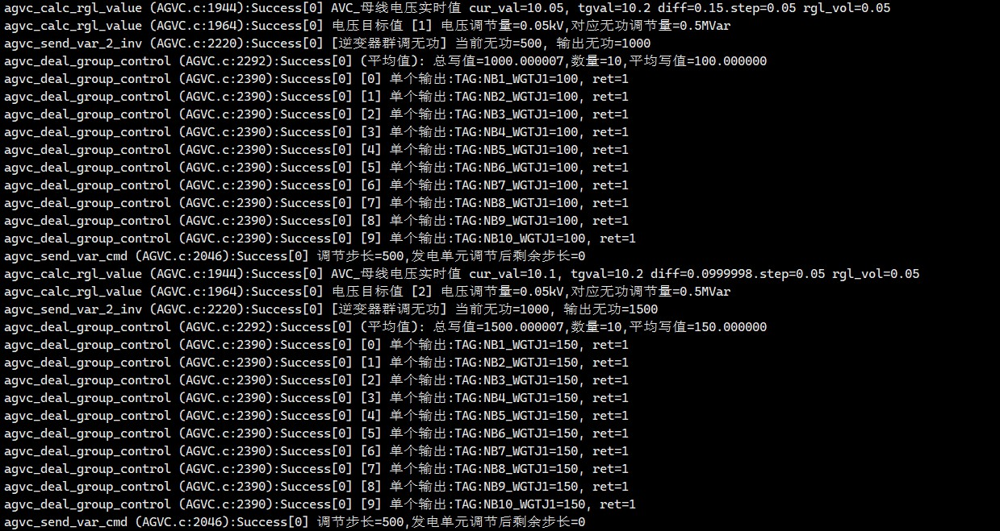 agvc_calc_rgl_value (AGVC.c:1944):Success[0] AVC_母线电压实时值 cur_val=10.05, tgval=10.2 diff=0.15.step=0.05 rgl_vol=0.05
agvc_calc_rgl_value (AGVC.c:1964):Success[0] 电压目标值 [1] 电压调节量=0.05kV,对应无功调节量=0.5MVar
agvc_send_var_2_inv (AGVC.c:2220):Success[0] [逆变器群调无功] 当前无功=500, 输出无功=1000
agvc_deal_group_control (AGVC.c:2292):Success[0] (平均值): 总写值=1000.000007,数量=10,平均写值=100.000000
agvc_deal_group_control (AGVC.c:2390):Success[0] [0] 单个输出:TAG:NB1_WGTJ1=100, ret=1
agvc_deal_group_control (AGVC.c:2390):Success[0] [1] 单个输出:TAG:NB2_WGTJ1=100, ret=1
agvc_deal_group_control (AGVC.c:2390):Success[0] [2] 单个输出:TAG:NB3_WGTJ1=100, ret=1
agvc_deal_group_control (AGVC.c:2390):Success[0] [3] 单个输出:TAG:NB4_WGTJ1=100, ret=1
agvc_deal_group_control (AGVC.c:2390):Success[0] [4] 单个输出:TAG:NB5_WGTJ1=100, ret=1
agvc_deal_group_control (AGVC.c:2390):Success[0] [5] 单个输出:TAG:NB6_WGTJ1=100, ret=1
agvc_deal_group_control (AGVC.c:2390):Success[0] [6] 单个输出:TAG:NB7_WGTJ1=100, ret=1
agvc_deal_group_control (AGVC.c:2390):Success[0] [7] 单个输出:TAG:NB8_WGTJ1=100, ret=1
agvc_deal_group_control (AGVC.c:2390):Success[0] [8] 单个输出:TAG:NB9_WGTJ1=100, ret=1
agvc_deal_group_control (AGVC.c:2390):Success[0] [9] 单个输出:TAG:NB10_WGTJ1=100, ret=1
agvc_send_var_cmd (AGVC.c:2046):Success[0] 调节步长=500,发电单元调节后剩余步长=0
agvc_calc_rgl_value (AGVC.c:1944):Success[0] AVC_母线电压实时值 cur_val=10.1, tgval=10.2 diff=0.0999998.step=0.05 rgl_vol=0.05
agvc_calc_rgl_value (AGVC.c:1964):Success[0] 电压目标值 [2] 电压调节量=0.05kV,对应无功调节量=0.5MVar
agvc_send_var_2_inv (AGVC.c:2220):Success[0] [逆变器群调无功] 当前无功=1000, 输出无功=1500
agvc_deal_group_control (AGVC.c:2292):Success[0] (平均值): 总写值=1500.000007,数量=10,平均写值=150.000000
agvc_deal_group_control (AGVC.c:2390):Success[0] [0] 单个输出:TAG:NB1_WGTJ1=150, ret=1
agvc_deal_group_control (AGVC.c:2390):Success[0] [1] 单个输出:TAG:NB2_WGTJ1=150, ret=1
agvc_deal_group_control (AGVC.c:2390):Success[0] [2] 单个输出:TAG:NB3_WGTJ1=150, ret=1
agvc_deal_group_control (AGVC.c:2390):Success[0] [3] 单个输出:TAG:NB4_WGTJ1=150, ret=1
agvc_deal_group_control (AGVC.c:2390):Success[0] [4] 单个输出:TAG:NB5_WGTJ1=150, ret=1
agvc_deal_group_control (AGVC.c:2390):Success[0] [5] 单个输出:TAG:NB6_WGTJ1=150, ret=1
agvc_deal_group_control (AGVC.c:2390):Success[0] [6] 单个输出:TAG:NB7_WGTJ1=150, ret=1
agvc_deal_group_control (AGVC.c:2390):Success[0] [7] 单个输出:TAG:NB8_WGTJ1=150, ret=1
agvc_deal_group_control (AGVC.c:2390):Success[0] [8] 单个输出:TAG:NB9_WGTJ1=150, ret=1
agvc_deal_group_control (AGVC.c:2390):Success[0] [9] 单个输出:TAG:NB10_WGTJ1=150, ret=1
agvc_send_var_cmd (AGVC.c:2046):Success[0] 调节步长=500,发电单元调节后剩余步长=0